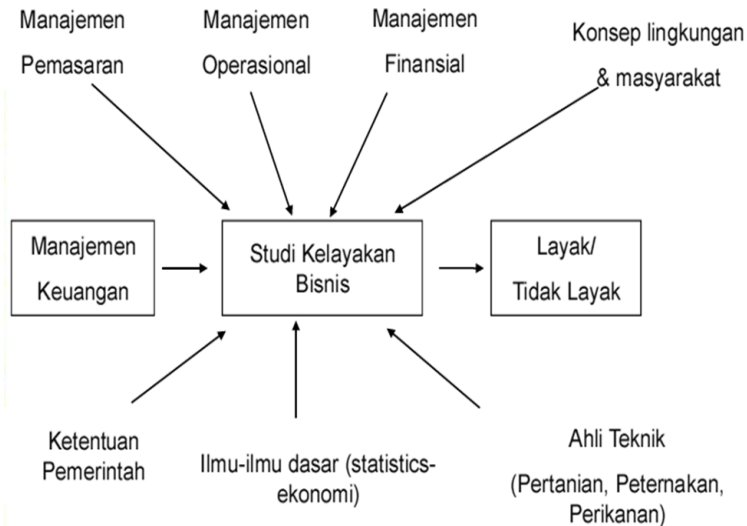 Manajemen
Pemasaran
Manajemen
Operasional
Manajemen
Finansial
Konsep lingkungan
& masyarakat
Manajemen
Keuangan
Studi Kelayakan
Bisnis
Layak/
Tidak Layak
Ketentuan
Pemerintah
Ilmu-ilmu dasar (statistics-
ekonomi)
Ahli Teknik
(Pertanian, Peternakan,
Perikanan)